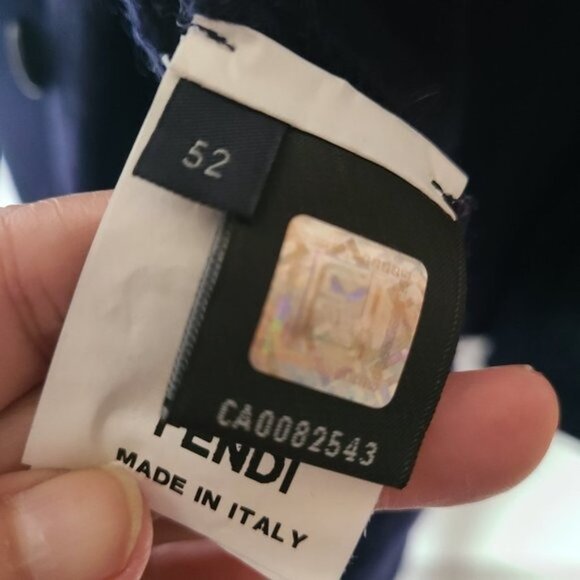 52
CA0082543
FENDI
MADE IN ITALY